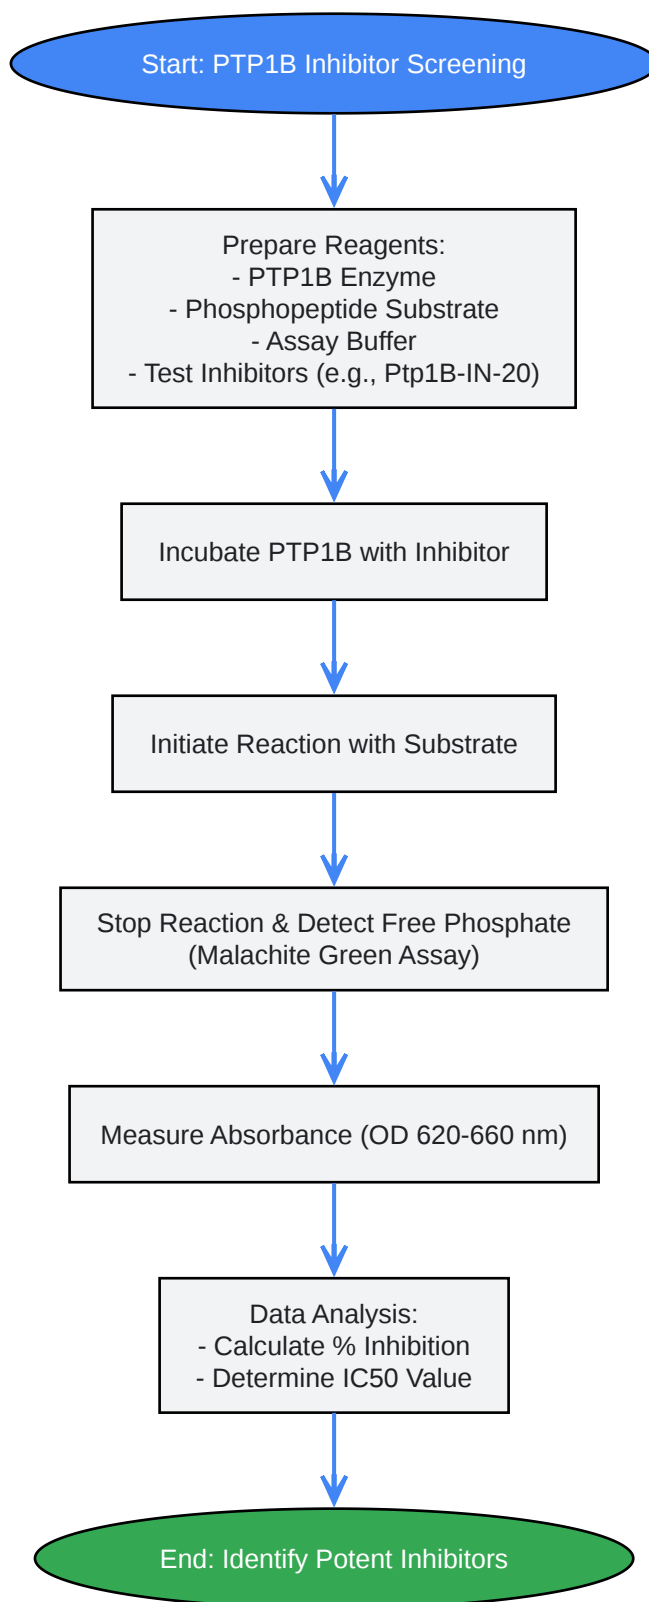 Start: PTP1B Inhibitor Screening
Prepare Reagents:
- PTP1B Enzyme
- Phosphopeptide Substrate
- Assay Buffer
- Test Inhibitors (e.g., Ptp1B-IN-20)
Incubate PTP1B with Inhibitor
Initiate Reaction with Substrate
Stop Reaction & Detect Free Phosphate
(Malachite Green Assay)
Measure Absorbance (OD 620-660 nm)
Data Analysis:
- Calculate % Inhibition
- Determine IC50 Value
End: Identify Potent Inhibitors